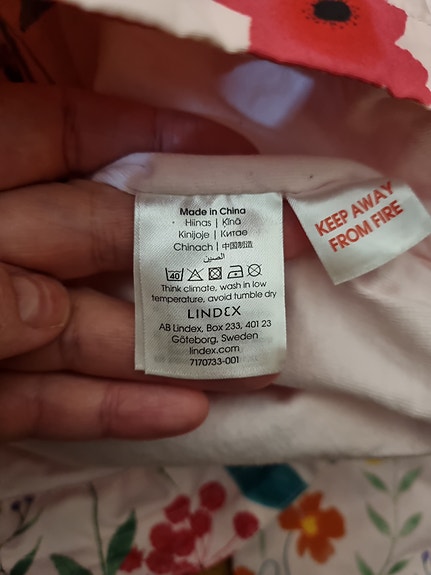 Made in China
Hiinas | Kīnā
Kinijoje | Китае
Chinach | 中国制造
الصين
40
Think climate, wash in low
temperature, avoid tumble dry
LINDEX
AB Lindex, Box 233, 401 23
Göteborg, Sweden
lindex.com
7170733-001
KEEP AWAY
FROM FIRE